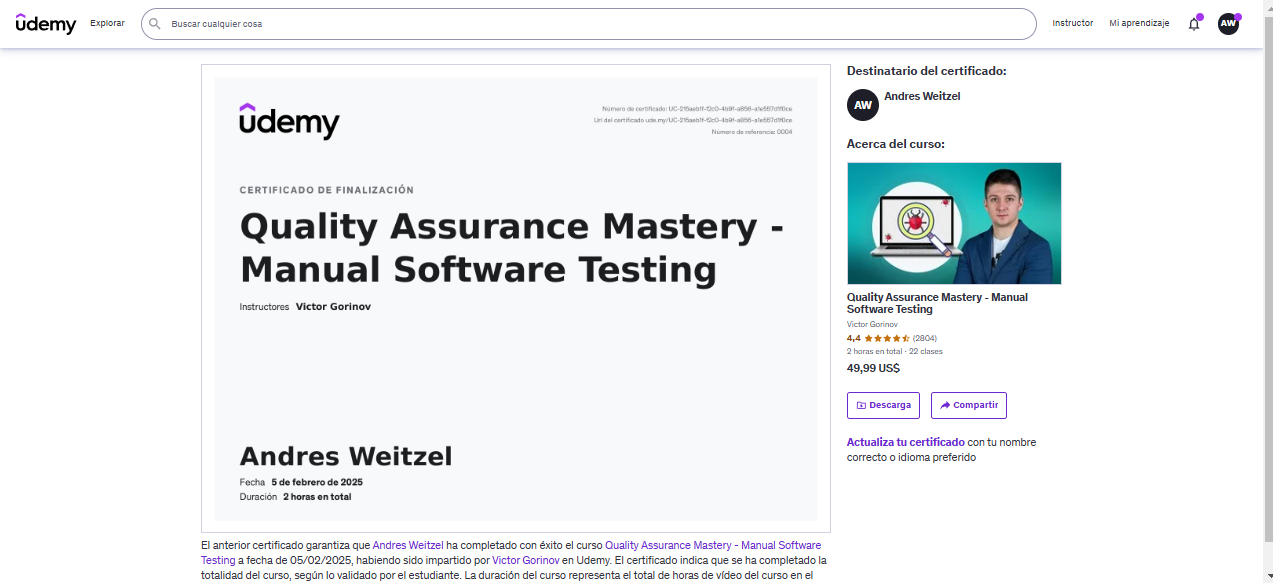 udemy
Explorar
Buscar cualquier cosa
Instructor
Mi aprendizaje
AW
udemy
Número de certificado: UC-215aeb1f-f2c0-4b9f-a856-a1e557d1f0ce
Url del certificado ude.my/UC-215aeb1f-f2c0-4b9f-a856-a1e557d1f0ce
Número de referencia: 0004
CERTIFICADO DE FINALIZACIÓN
Quality Assurance Mastery -
Manual Software Testing
Instructores Victor Gorinov
Andres Weitzel
Fecha 5 de febrero de 2025
Duración 2 horas en total
El anterior certificado garantiza que Andres Weitzel ha completado con éxito el curso Quality Assurance Mastery - Manual Software
Testing a fecha de 05/02/2025, habiendo sido impartido por Victor Gorinov en Udemy. El certificado indica que se ha completado la
totalidad del curso, según lo validado por el estudiante. La duración del curso representa el total de horas de vídeo del curso en el
Destinatario del certificado:
AW
Andres Weitzel
Acerca del curso:
Quality Assurance Mastery - Manual
Software Testing
Victor Gorinov
4,4 (2804)
2 horas en total · 22 clases
49,99 US$
Descarga
Compartir
Actualiza tu certificado con tu nombre
correcto o idioma preferido